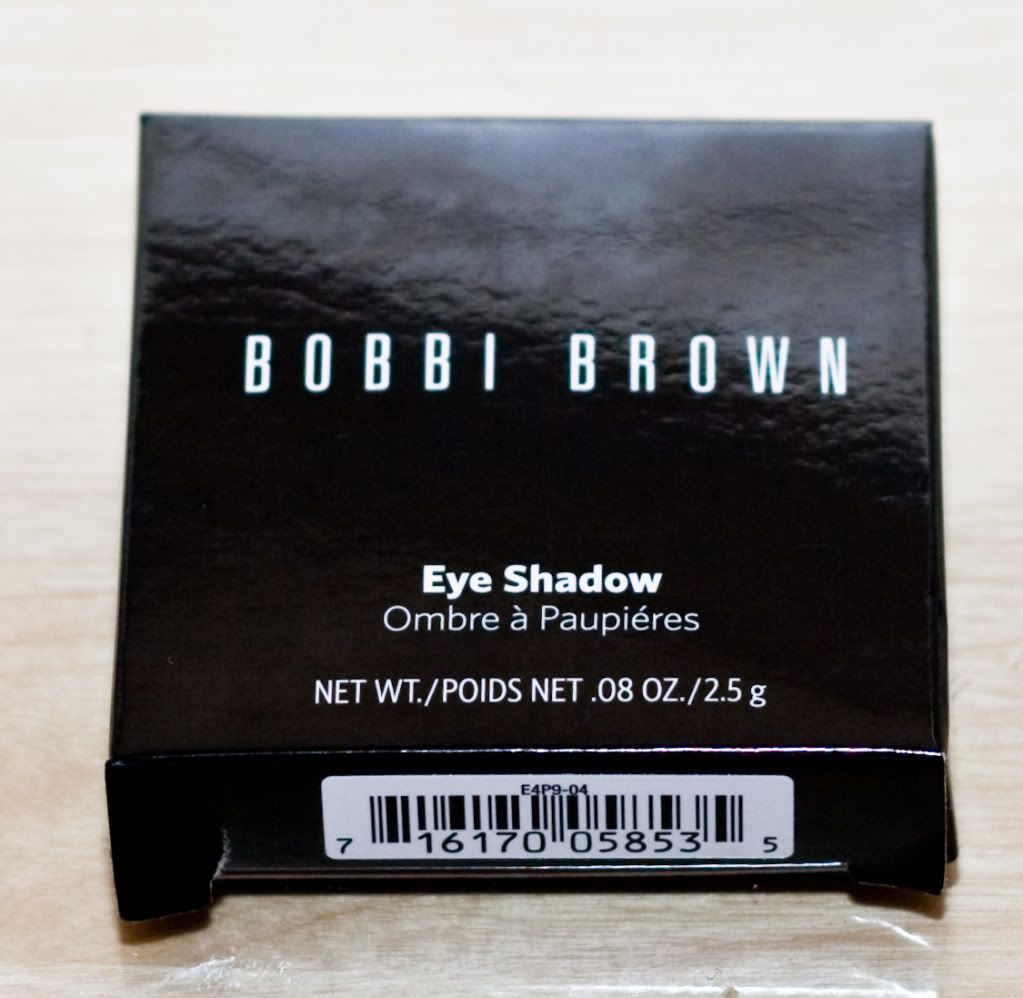 BOBBI BROWN
Eye Shadow
Ombre à Paupiéres
NET WT./POIDS NET .08 OZ./2.5 g
E4P9-04
7 16170 05853 5